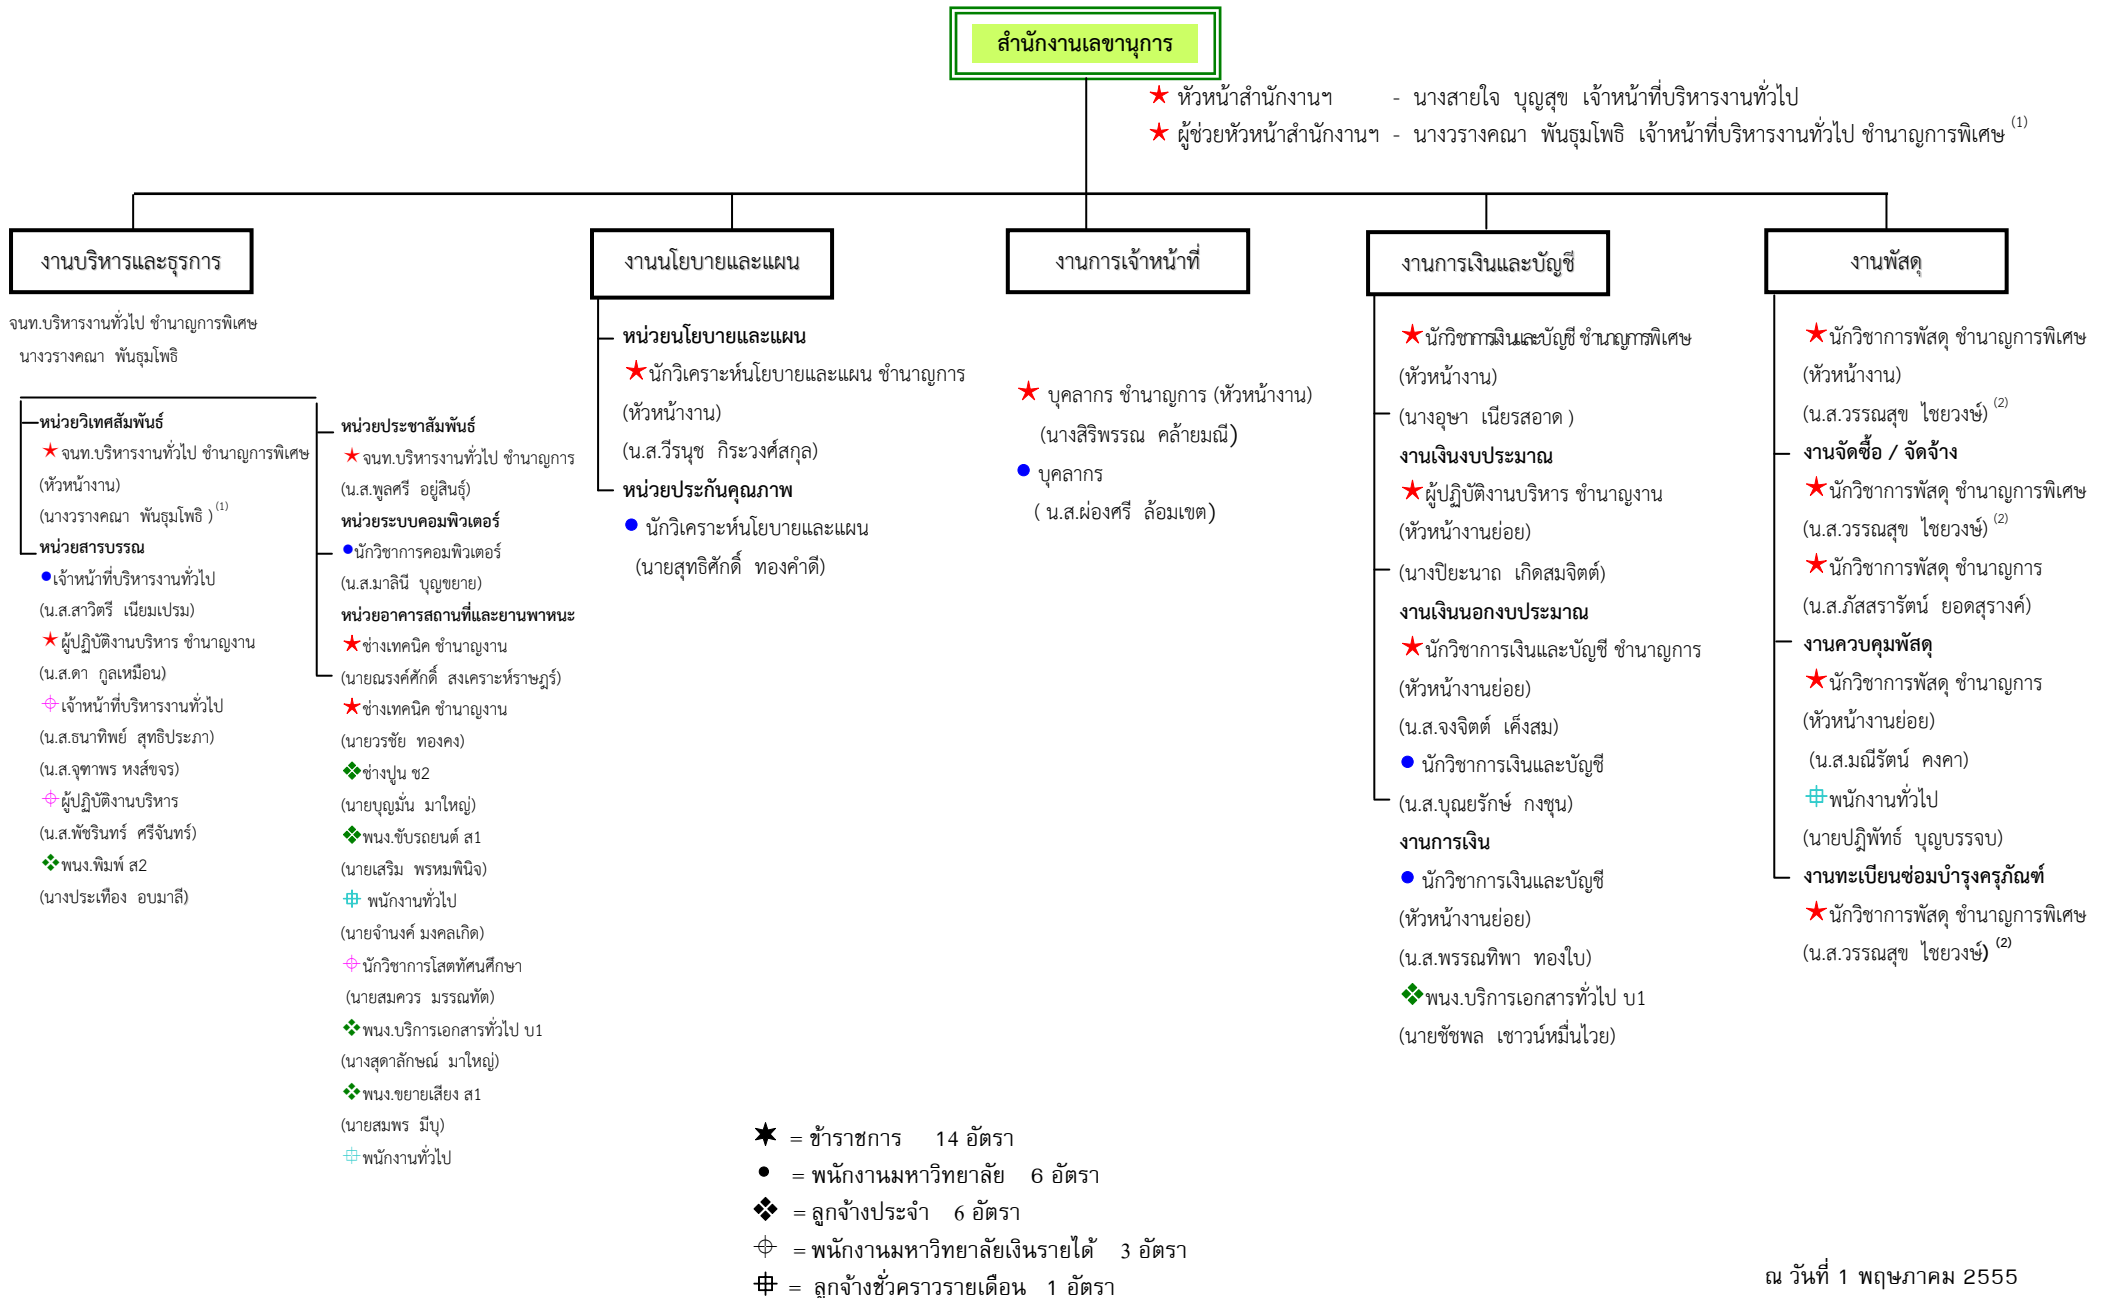 สำนักงานเลขานุการ
★ หัวหน้าสำนักงานฯ - นางสายใจ บุญสุข เจ้าหน้าที่บริหารงานทั่วไป
★ ผู้ช่วยหัวหน้าสำนักงานฯ - นางวรางคณา พันธุมโพธิ เจ้าหน้าที่บริหารงานทั่วไป ชำนาญการพิเศษ (1)
งานบริหารและธุรการ
จนท.บริหารงานทั่วไป ชำนาญการพิเศษ
นางวรางคณา พันธุมโพธิ
หน่วยวิเทศสัมพันธ์
★ จนท.บริหารงานทั่วไป ชำนาญการพิเศษ
(หัวหน้างาน)
(นางวรางคณา พันธุมโพธิ ) (1)
หน่วยสารบรรณ
●เจ้าหน้าที่บริหารงานทั่วไป
(น.ส.สาวิตรี เนียมเปรม)
★ผู้ปฏิบัติงานบริหาร ชำนาญงาน
(น.ส.ดา กูลเหมือน)
เจ้าหน้าที่บริหารงานทั่วไป
(น.ส.ธนาทิพย์ สุทธิประภา)
(น.ส.จุฑาพร หงส์ขจร)
ผู้ปฏิบัติงานบริหาร
(น.ส.พัชรินทร์ ศรีจันทร์)
❖พนง.พิมพ์ ส2
(นางประเทือง อบมาลี)
หน่วยประชาสัมพันธ์
★จนท.บริหารงานทั่วไป ชำนาญการ
(น.ส.พูลศรี อยู่สินธุ์)
หน่วยระบบคอมพิวเตอร์
●นักวิชาการคอมพิวเตอร์
(น.ส.มาลินี บุญขยาย)
หน่วยอาคารสถานที่และยานพาหนะ
★ช่างเทคนิค ชำนาญงาน
(นายณรงค์ศักดิ์ สงเคราะห์ราษฎร์)
★ช่างเทคนิค ชำนาญงาน
(นายวรชัย ทองคง)
❖ช่างปูน ช2
(นายบุญมั่น มาใหญ่)
❖พนง.ขับรถยนต์ ส1
(นายเสริม พรหมพินิจ)
พนักงานทั่วไป
(นายจำนงค์ มงคลเกิด)
นักวิชาการโสตทัศนศึกษา
(นายสมควร มรรณทัต)
❖พนง.บริการเอกสารทั่วไป บ1
(นางสุดาลักษณ์ มาใหญ่)
❖พนง.ขยายเสียง ส1
(นายสมพร มีบุ)
พนักงานทั่วไป
งานนโยบายและแผน
หน่วยนโยบายและแผน
★นักวิเคราะห์นโยบายและแผน ชำนาญการ
(หัวหน้างาน)
(น.ส.วีรนุช กิระวงศ์สกุล)
หน่วยประกันคุณภาพ
● นักวิเคราะห์นโยบายและแผน
(นายสุทธิศักดิ์ ทองคำดี)
งานการเจ้าหน้าที่
★ บุคลากร ชำนาญการ (หัวหน้างาน)
(นางสิริพรรณ คล้ายมณี)
● บุคลากร
( น.ส.ผ่องศรี ล้อมเขต)
งานการเงินและบัญชี
★นักวิชาการเงินและบัญชี ชำนาญการพิเศษ
(หัวหน้างาน)
(นางอุษา เนียรสอาด )
งานเงินงบประมาณ
★ผู้ปฏิบัติงานบริหาร ชำนาญงาน
(หัวหน้างานย่อย)
(นางปิยะนาถ เกิดสมจิตต์)
งานเงินนอกงบประมาณ
★นักวิชาการเงินและบัญชี ชำนาญการ
(หัวหน้างานย่อย)
(น.ส.จงจิตต์ เค็งสม)
● นักวิชาการเงินและบัญชี
(น.ส.บุณยรักษ์ กงชุน)
งานการเงิน
● นักวิชาการเงินและบัญชี
(หัวหน้างานย่อย)
(น.ส.พรรณทิพา ทองใบ)
❖พนง.บริการเอกสารทั่วไป บ1
(นายชัชพล เชาวน์หมื่นไวย)
งานพัสดุ
★นักวิชาการพัสดุ ชำนาญการพิเศษ
(หัวหน้างาน)
(น.ส.วรรณสุข ไชยวงษ์) (2)
งานจัดซื้อ / จัดจ้าง
★นักวิชาการพัสดุ ชำนาญการพิเศษ
(น.ส.วรรณสุข ไชยวงษ์) (2)
★นักวิชาการพัสดุ ชำนาญการ
(น.ส.ภัสสรารัตน์ ยอดสุรางค์)
งานควบคุมพัสดุ
★นักวิชาการพัสดุ ชำนาญการ
(หัวหน้างานย่อย)
(น.ส.มณีรัตน์ คงคา)
พนักงานทั่วไป
(นายปฎิพัทธ์ บุญบรรจบ)
งานทะเบียนซ่อมบำรุงครุภัณฑ์
★นักวิชาการพัสดุ ชำนาญการพิเศษ
(น.ส.วรรณสุข ไชยวงษ์) (2)
★ = ข้าราชการ 14 อัตรา
● = พนักงานมหาวิทยาลัย 6 อัตรา
❖ = ลูกจ้างประจำ 6 อัตรา
= พนักงานมหาวิทยาลัยเงินรายได้ 3 อัตรา
= ลูกจ้างชั่วคราวรายเดือน 1 อัตรา
ณ วันที่ 1 พฤษภาคม 2555